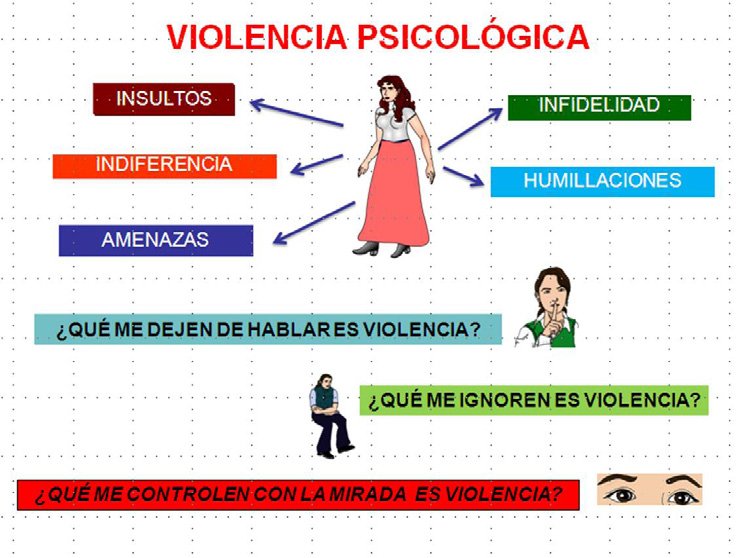 VIOLENCIA PSICOLÓGICA
INSULTOS
INFIDELIDAD
INDIFERENCIA
HUMILLACIONES
AMENAZAS
¿QUÉ ME DEJEN DE HABLAR ES VIOLENCIA?
¿QUÉ ME IGNOREN ES VIOLENCIA?
¿QUÉ ME CONTROLEN CON LA MIRADA ES VIOLENCIA?